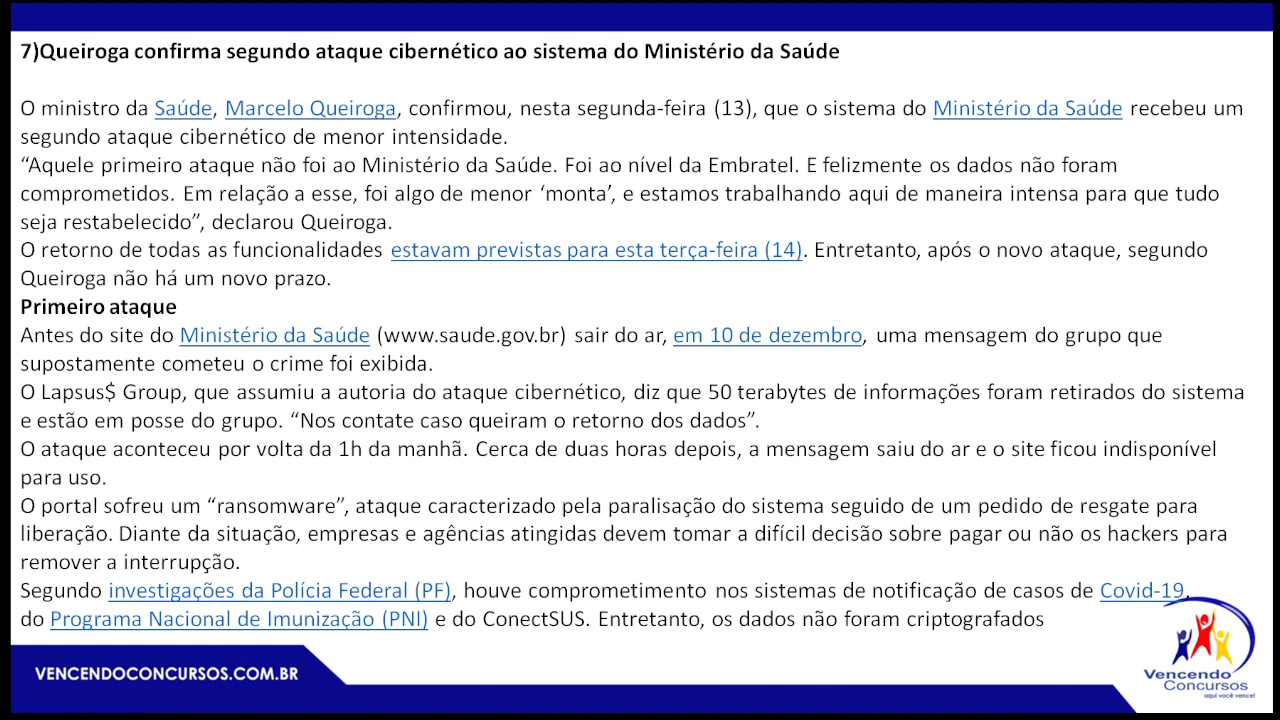 7)Queiroga confirma segundo ataque cibernético ao sistema do Ministério da Saúde
O ministro da Saúde, Marcelo Queiroga, confirmou, nesta segunda-feira (13), que o sistema do Ministério da Saúde recebeu um
segundo ataque cibernético de menor intensidade.
“Aquele primeiro ataque não foi ao Ministério da Saúde. Foi ao nível da Embratel. E felizmente os dados não foram
comprometidos. Em relação a esse, foi algo de menor ‘monta’, e estamos trabalhando aqui de maneira intensa para que tudo
seja restabelecido”, declarou Queiroga.
O retorno de todas as funcionalidades estavam previstas para esta terça-feira (14). Entretanto, após o novo ataque, segundo
Queiroga não há um novo prazo.
Primeiro ataque
Antes do site do Ministério da Saúde (www.saude.gov.br) sair do ar, em 10 de dezembro, uma mensagem do grupo que
supostamente cometeu o crime foi exibida.
O Lapsus$ Group, que assumiu a autoria do ataque cibernético, diz que 50 terabytes de informações foram retirados do sistema
e estão em posse do grupo. “Nos contate caso queiram o retorno dos dados”.
O ataque aconteceu por volta da 1h da manhã. Cerca de duas horas depois, a mensagem saiu do ar e o site ficou indisponível
para uso.
O portal sofreu um “ransomware”, ataque caracterizado pela paralisação do sistema seguido de um pedido de resgate para
liberação. Diante da situação, empresas e agências atingidas devem tomar a difícil decisão sobre pagar ou não os hackers para
remover a interrupção.
Segundo investigações da Polícia Federal (PF), houve comprometimento nos sistemas de notificação de casos de Covid-19,
do Programa Nacional de Imunização (PNI) e do ConectSUS. Entretanto, os dados não foram criptografados
VENCENDOCONCURSOS.COM.BR
Vencendo
Concursos
aqui você vence!